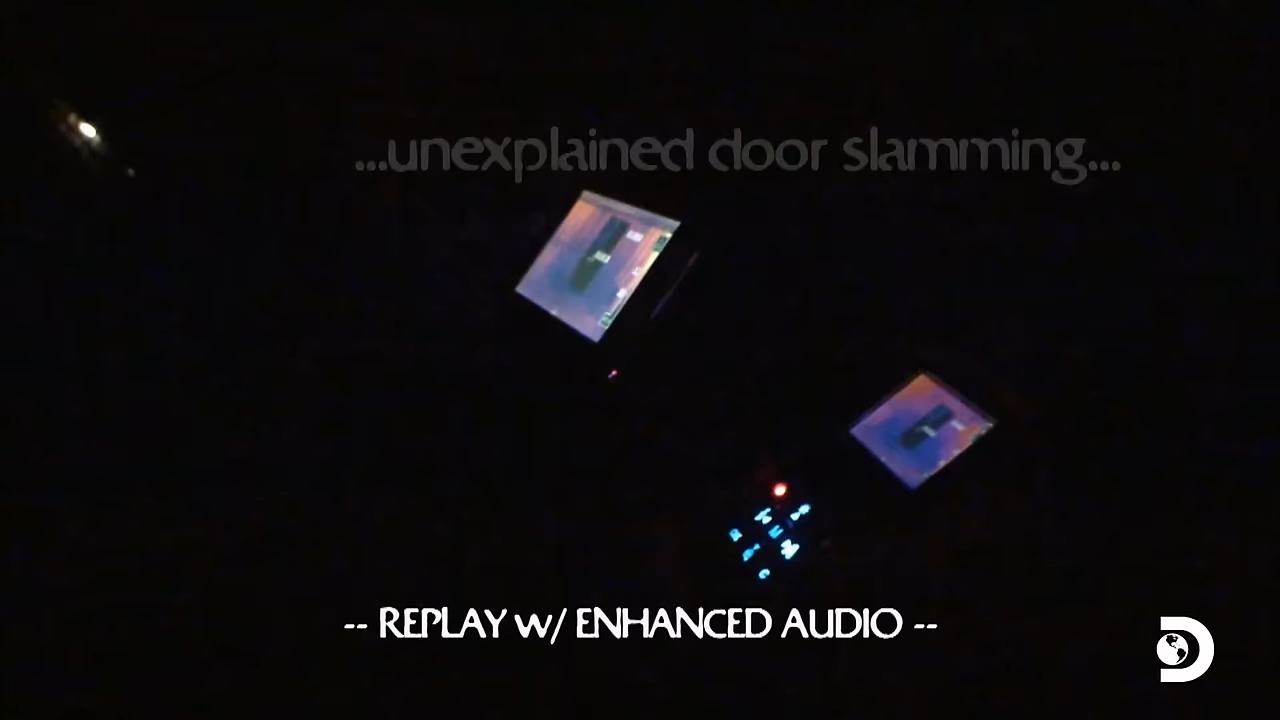 ...unexplained door slamming...
-- REPLAY w/ ENHANCED AUDIO --